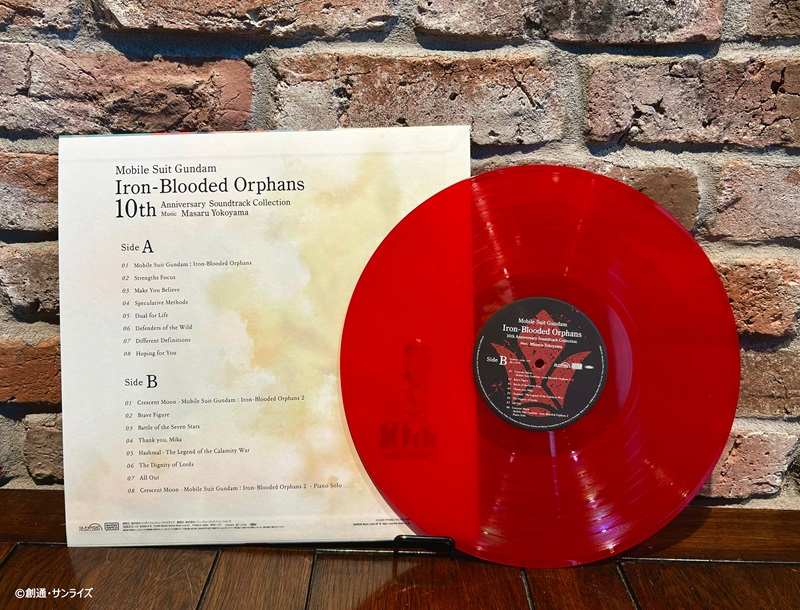 Mobile Suit Gundam
Iron-Blooded Orphans
10th Anniversary Soundtrack Collection
Music Masaru Yokoyama
Side A
01 Mobile Suit Gundam : Iron-Blooded Orphans
02 Strengths Focus
03 Make You Believe
04 Speculative Methods
05 Dual for Life
06 Defenders of the Wild
07 Different Definitions
08 Hoping for You
Side B
01 Crescent Moon - Mobile Suit Gundam : Iron-Blooded Orphans 2
02 Brave Figure
03 Battle of the Seven Stars
04 Thank you, Mika
05 Hashmal - The Legend of the Calamity War
06 The Dignity of Lords
07 All Out
08 Crescent Moon - Mobile Suit Gundam : Iron-Blooded Orphans 2 - Piano Solo
Mobile Suit Gundam
Iron-Blooded Orphans
10th Anniversary Soundtrack Collection
Music Masaru Yokoyama
Side B
©創通・サンライズ